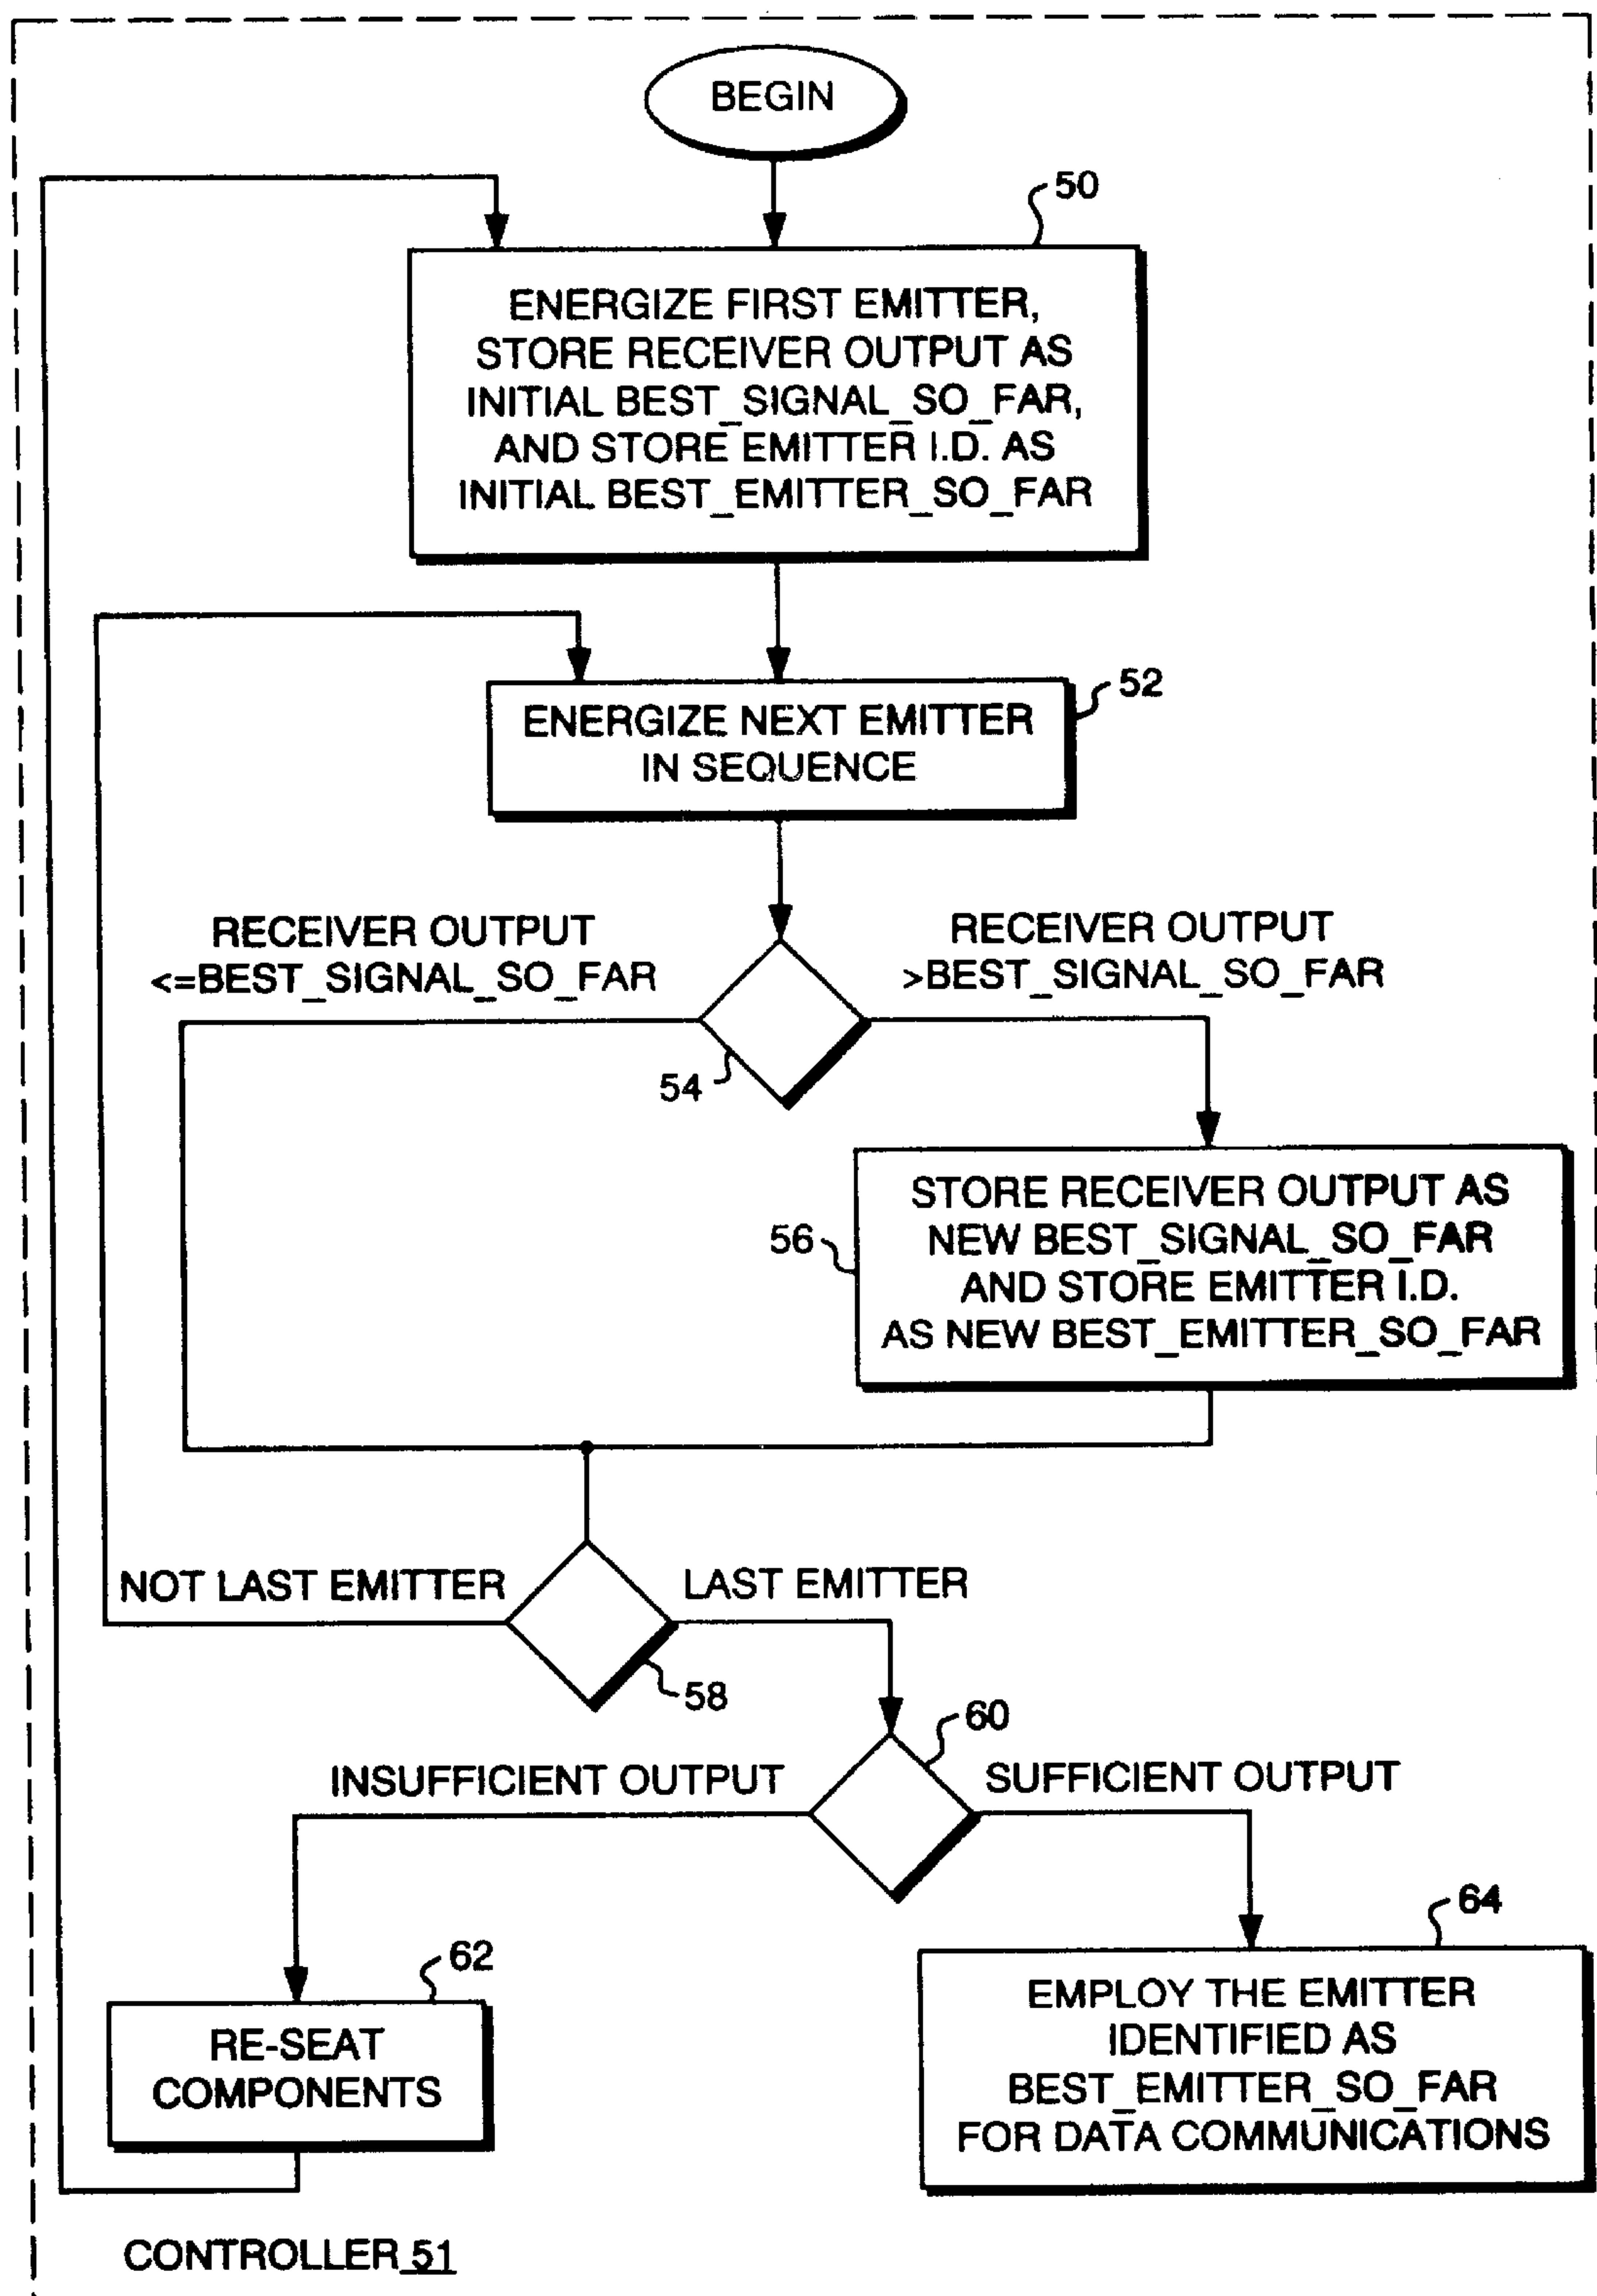 BEGIN
50
ENERGIZE FIRST EMITTER,
STORE RECEIVER OUTPUT AS
INITIAL BEST_SIGNAL_SO_FAR,
AND STORE EMITTER I.D. AS
INITIAL BEST_EMITTER_SO_FAR
52
ENERGIZE NEXT EMITTER
IN SEQUENCE
RECEIVER OUTPUT
<=BEST_SIGNAL_SO_FAR
RECEIVER OUTPUT
>BEST_SIGNAL_SO_FAR
54
56
STORE RECEIVER OUTPUT AS
NEW BEST_SIGNAL_SO_FAR
AND STORE EMITTER I.D.
AS NEW BEST_EMITTER_SO_FAR
NOT LAST EMITTER
LAST EMITTER
58
60
INSUFFICIENT OUTPUT
SUFFICIENT OUTPUT
62
RE-SEAT
COMPONENTS
64
EMPLOY THE EMITTER
IDENTIFIED AS
BEST_EMITTER_SO_FAR
FOR DATA COMMUNICATIONS
CONTROLLER 51